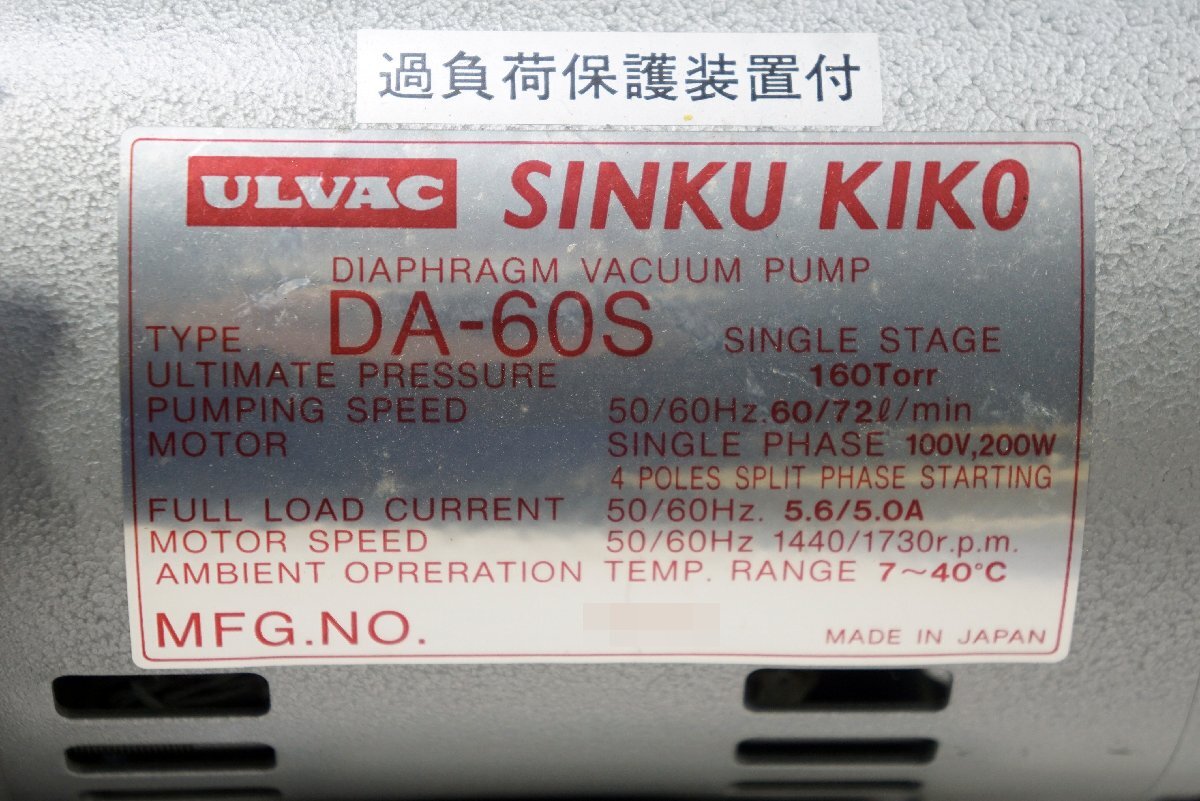 過負荷保護装置付
ULVAC SINKU KIKO
DIAPHRAGM VACUUM PUMP
TYPE DA-60S SINGLE STAGE
ULTIMATE PRESSURE 160Torr
PUMPING SPEED 50/60Hz.60/72ℓ/min
MOTOR SINGLE PHASE 100V,200W
4 POLES SPLIT PHASE STARTING
FULL LOAD CURRENT 50/60Hz. 5.6/5.0A
MOTOR SPEED 50/60Hz 1440/1730r.p.m.
AMBIENT OPRERATION TEMP. RANGE 7~40°C
MFG.NO. MADE IN JAPAN